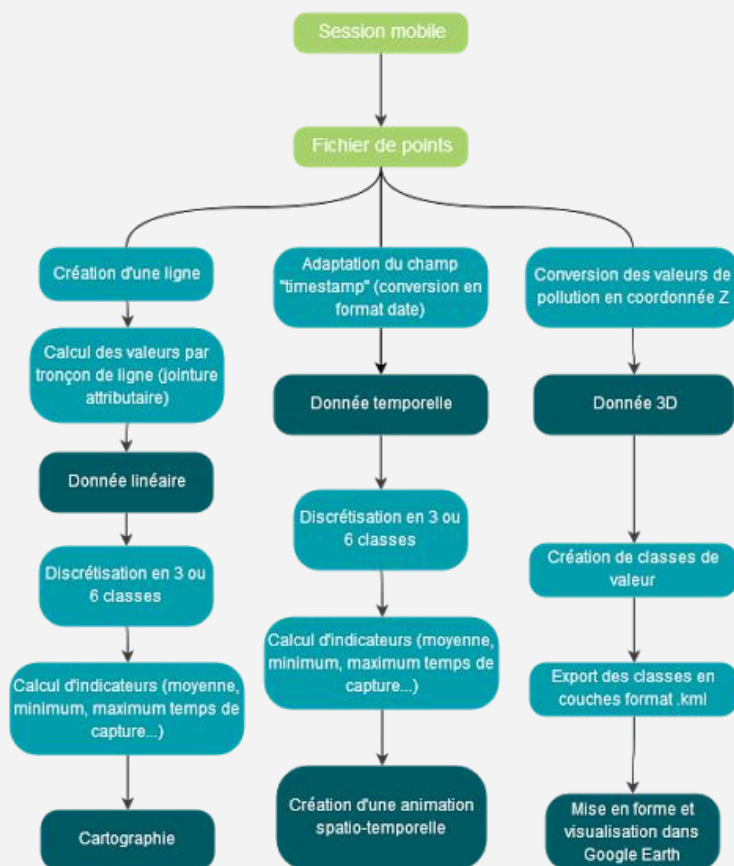 Session mobile
Fichier de points
Création d'une ligne
Calcul des valeurs par
tronçon de ligne (jointure
attributaire)
Donnée linéaire
Discrétisation en 3 ou
6 classes
Calcul d'indicateurs (moyenne,
minimum, maximum temps de
capture...)
Cartographie
Adaptation du champ
"timestamp" (conversion en
format date)
Donnée temporelle
Discrétisation en 3 ou
6 classes
Calcul d'indicateurs (moyenne,
minimum, maximum temps de
capture...)
Création d'une animation
spatio-temporelle
Conversion des valeurs de
pollution en coordonnée Z
Donnée 3D
Création de classes de
valeur
Export des classes en
couches format .kml
Mise en forme et
visualisation dans
Google Earth